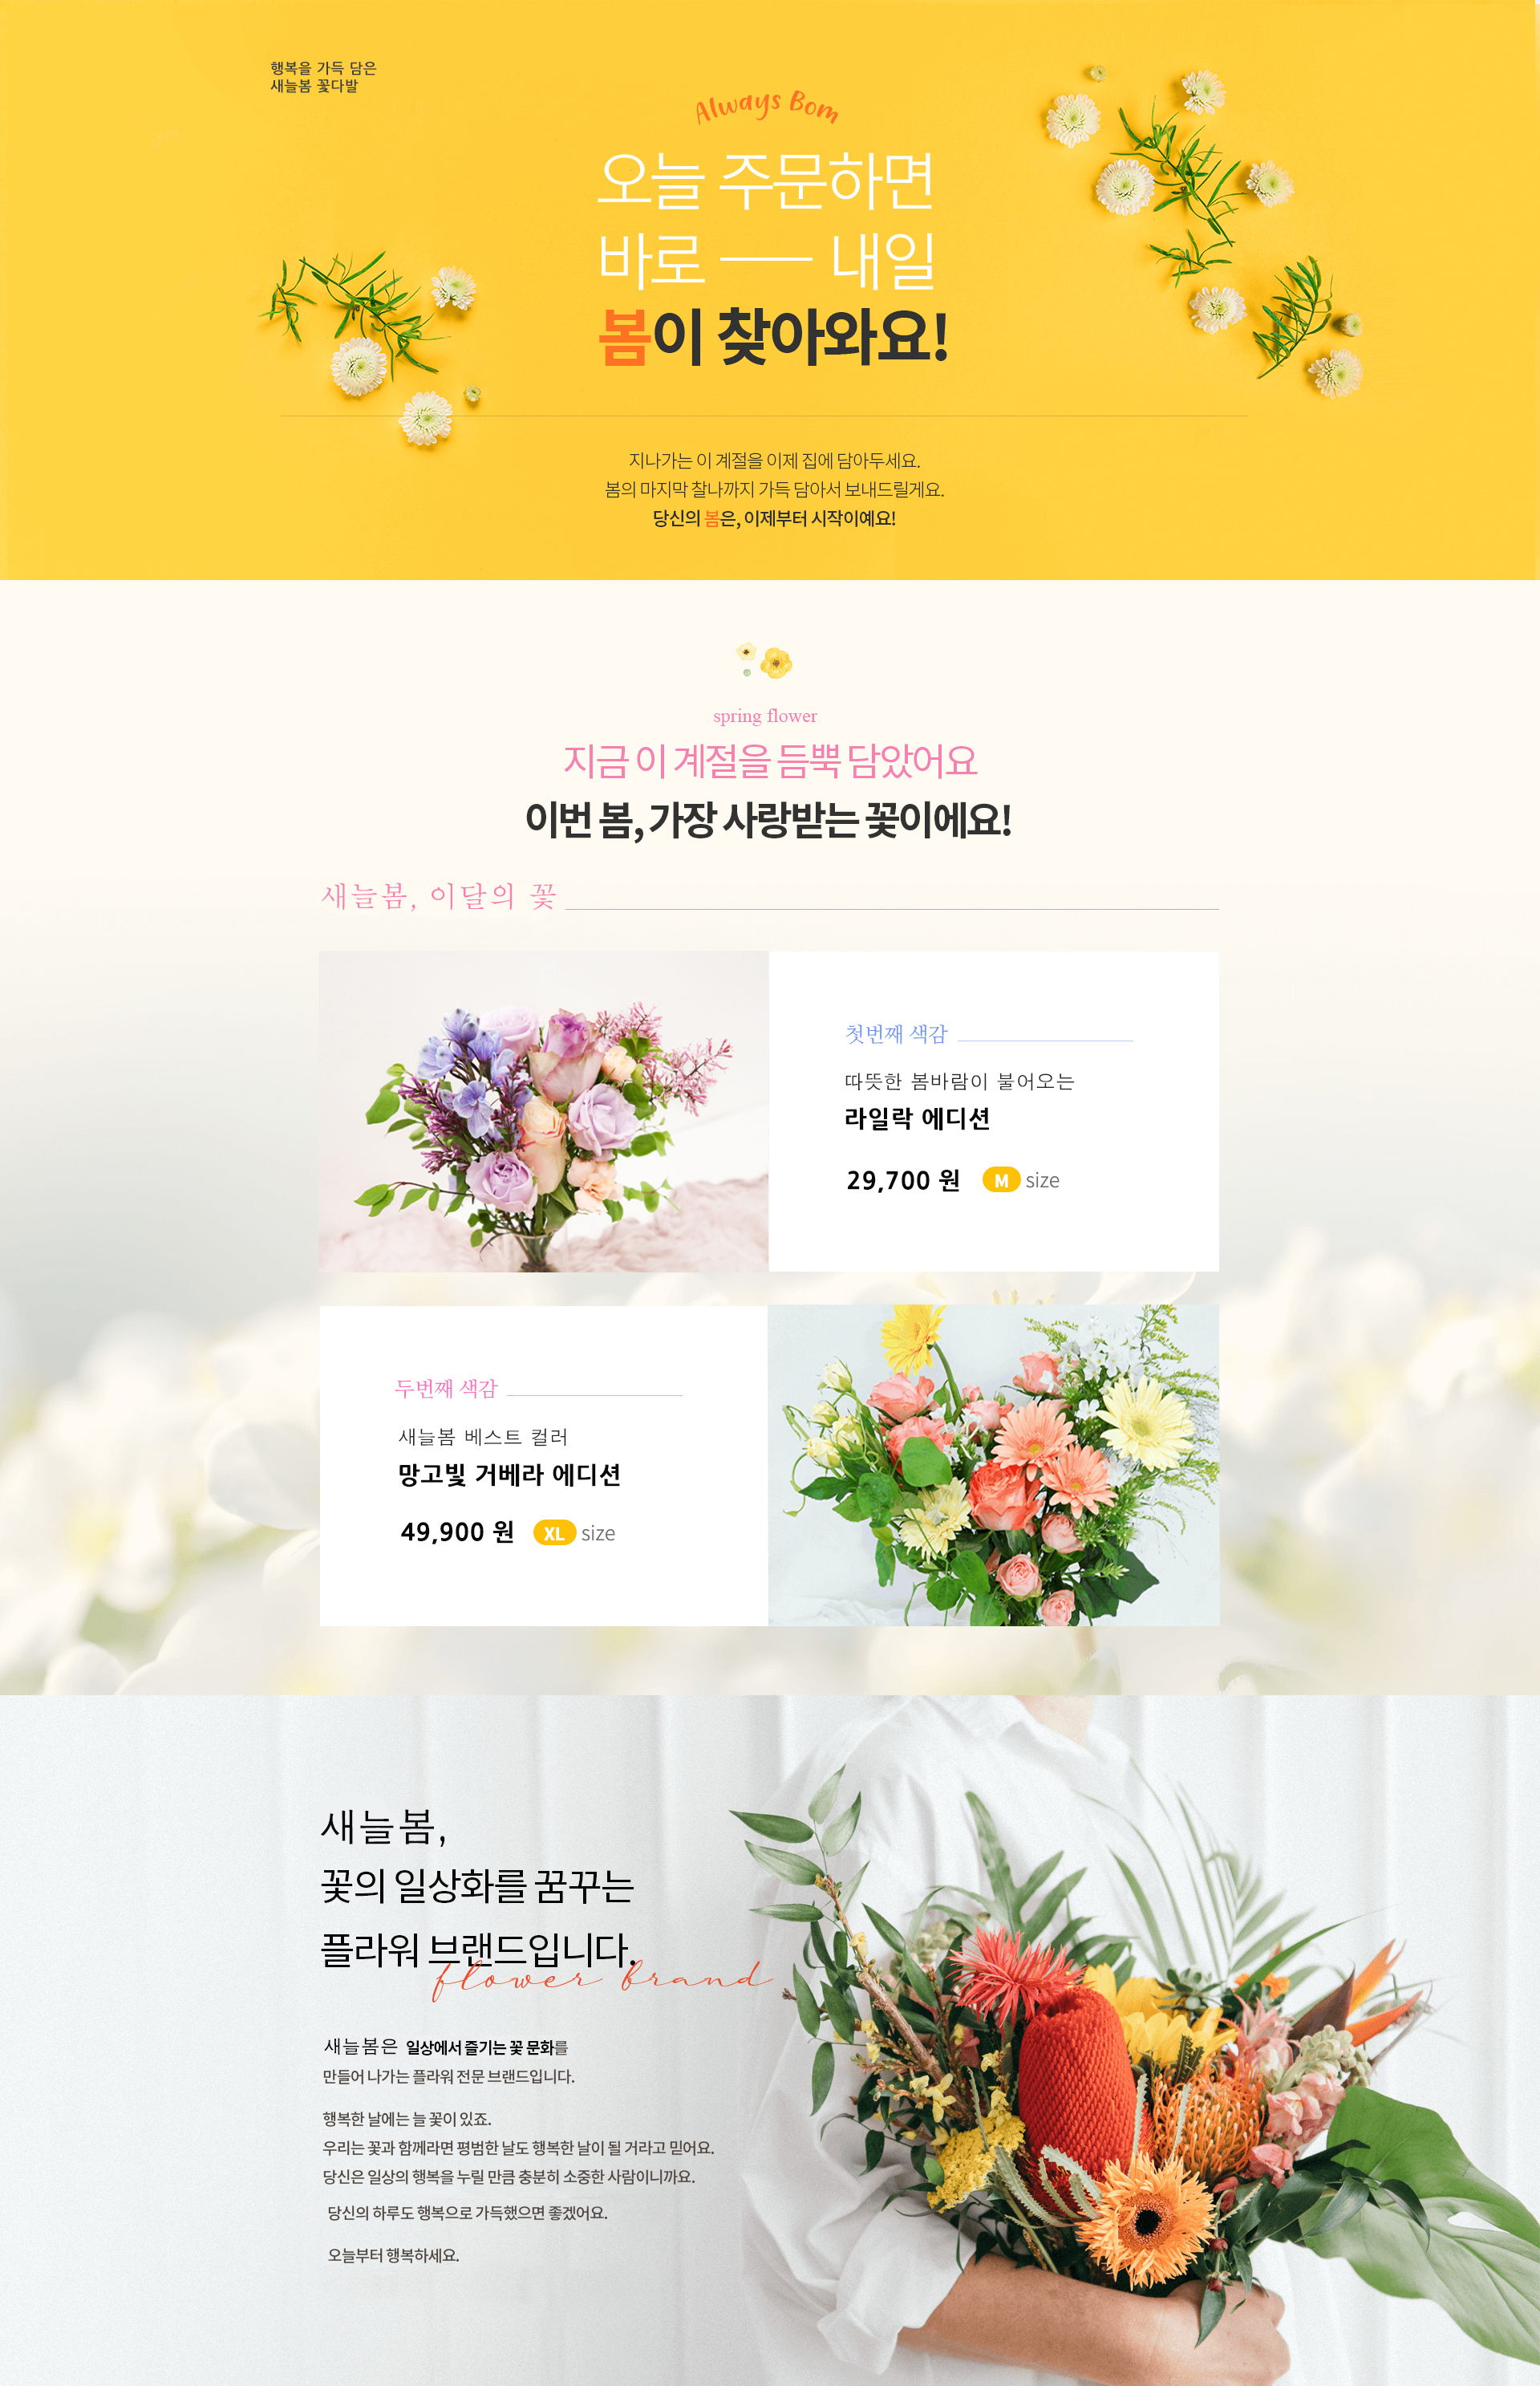 행복을 가득 담은
새늘봄 꽃다발
Always Bom
오늘 주문하면
바로 — 내일
봄이 찾아와요!
지나가는 이 계절을 이제 집에 담아두세요.
봄의 마지막 찰나까지 가득 담아서 보내드릴게요.
당신의 봄은, 이제부터 시작이예요!
spring flower
지금 이 계절을 듬뿍 담았어요
이번 봄, 가장 사랑받는 꽃이에요!
새늘봄, 이달의 꽃
첫번째 색감
따뜻한 봄바람이 불어오는
라일락 에디션
29,700 원 M size
두번째 색감
새늘봄 베스트 컬러
망고빛 거베라 에디션
49,900 원 XL size
새늘봄,
꽃의 일상화를 꿈꾸는
플라워 브랜드입니다.
flower brand
새늘봄은 일상에서 즐기는 꽃 문화를
만들어 나가는 플라워 전문 브랜드입니다.
행복한 날에는 늘 꽃이 있죠.
우리는 꽃과 함께라면 평범한 날도 행복한 날이 될 거라고 믿어요.
당신은 일상의 행복을 누릴 만큼 충분히 소중한 사람이니까요.
당신의 하루도 행복으로 가득했으면 좋겠어요.
오늘부터 행복하세요.